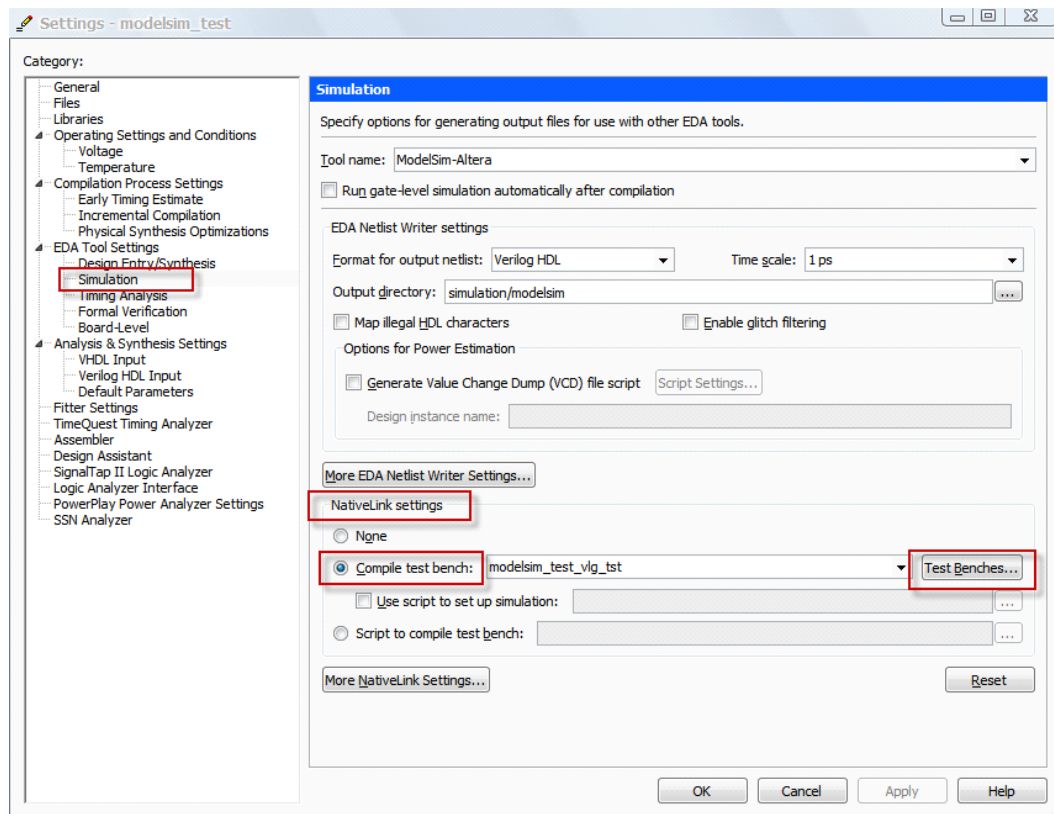 Settings - modelsim_test
Category:
General
Files
Libraries
Operating Settings and Conditions
Voltage
Temperature
Compilation Process Settings
Early Timing Estimate
Incremental Compilation
Physical Synthesis Optimizations
EDA Tool Settings
Design Entry/Synthesis
Simulation
Timing Analysis
Formal Verification
Board-Level
Analysis & Synthesis Settings
VHDL Input
Verilog HDL Input
Default Parameters
Fitter Settings
TimeQuest Timing Analyzer
Assembler
Design Assistant
SignalTap II Logic Analyzer
Logic Analyzer Interface
PowerPlay Power Analyzer Settings
SSN Analyzer
Simulation
Specify options for generating output files for use with other EDA tools.
Tool name: ModelSim-Altera
Run gate-level simulation automatically after compilation
EDA Netlist Writer settings
Format for output netlist: Verilog HDL Time scale: 1 ps
Output directory: simulation/modelsim ...
Map illegal HDL characters Enable glitch filtering
Options for Power Estimation
Generate Value Change Dump (VCD) file script Script Settings...
Design instance name:
More EDA Netlist Writer Settings...
NativeLink settings
None
Compile test bench: modelsim_test_vlg_tst Test Benches...
Use script to set up simulation: ...
Script to compile test bench: ...
More NativeLink Settings... Reset
OK Cancel Apply Help